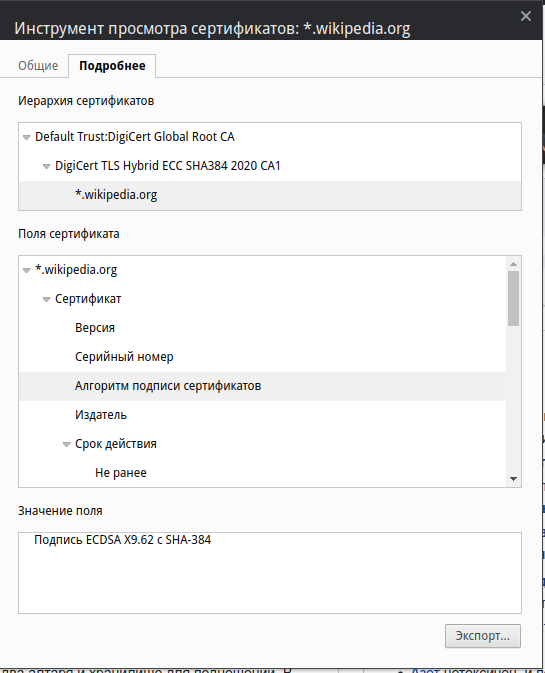 Инструмент просмотра сертификатов: *.wikipedia.org
Общие
Подробнее
Иерархия сертификатов
Default Trust:DigiCert Global Root CA
DigiCert TLS Hybrid ECC SHA384 2020 CA1
*.wikipedia.org
Поля сертификата
*.wikipedia.org
Сертификат
Версия
Серийный номер
Алгоритм подписи сертификатов
Издатель
Срок действия
Не ранее
Значение поля
Подпись ECDSA X9.62 с SHA-384
Экспорт...